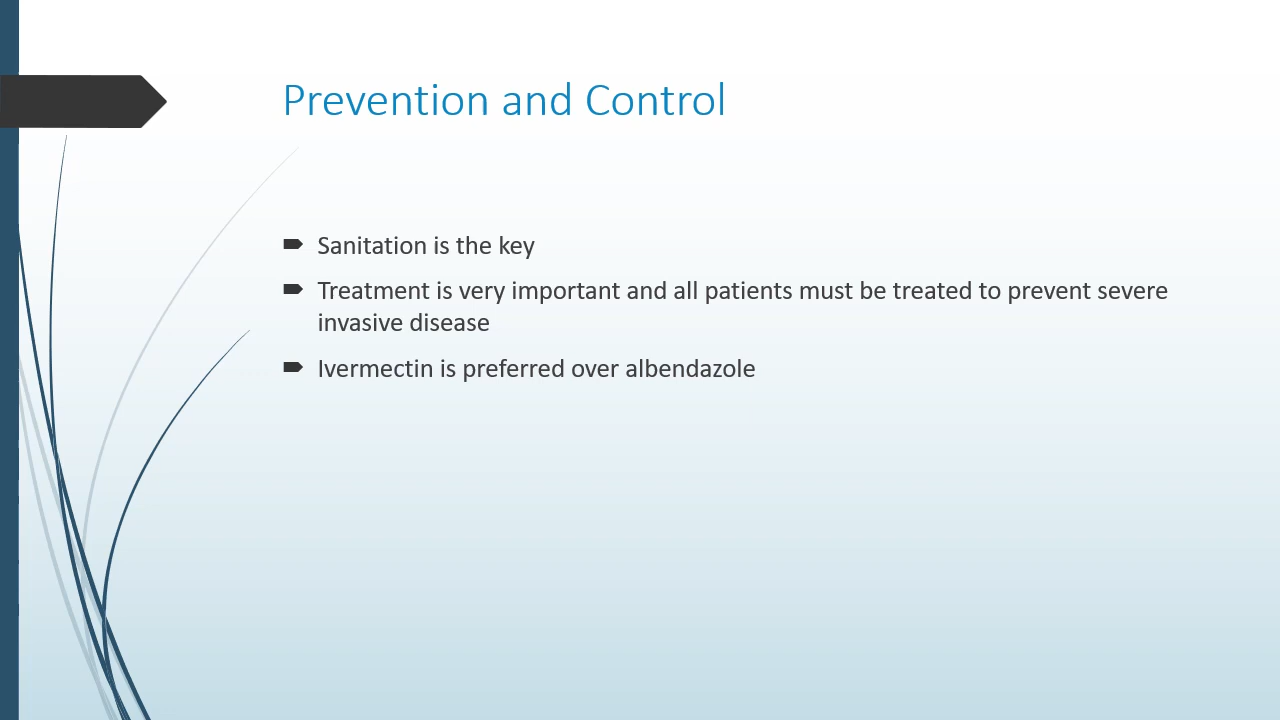 Prevention and Control
Sanitation is the key
Treatment is very important and all patients must be treated to prevent severe
invasive disease
Ivermectin is preferred over albendazole